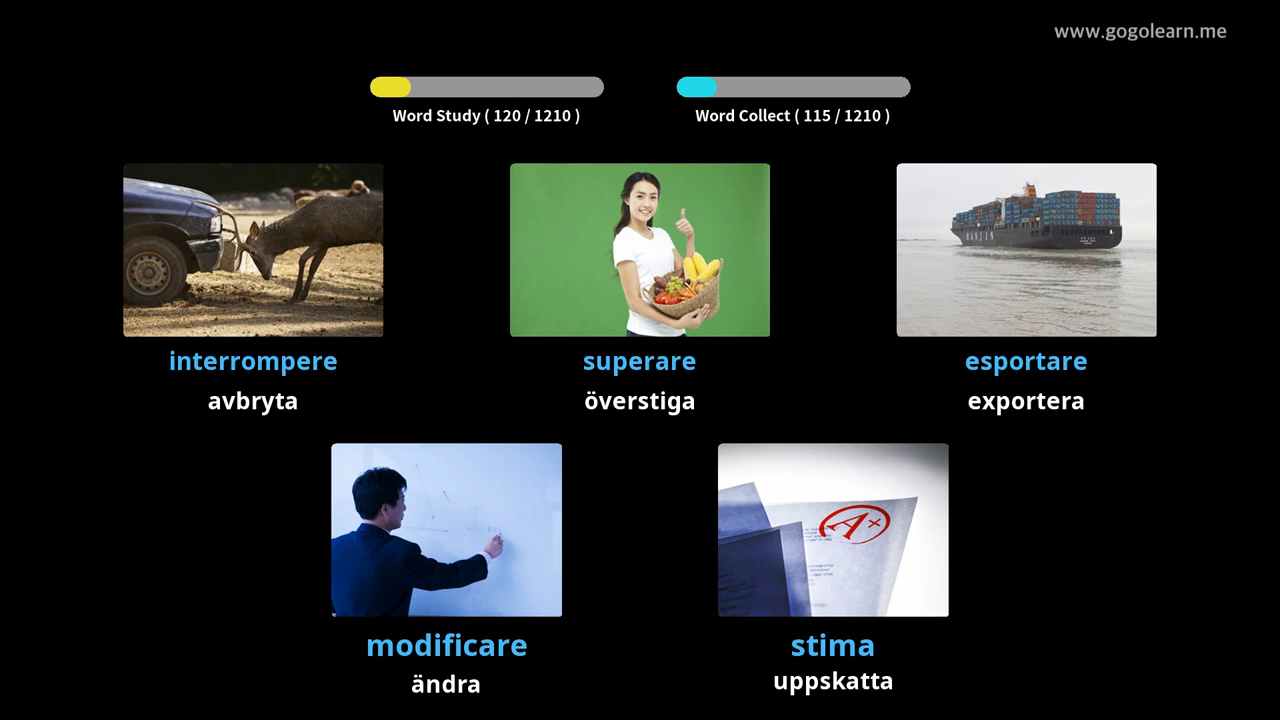 www.gogolearn.me
Word Study ( 120 / 1210 )
Word Collect ( 115 / 1210 )
HANJIN
interrompere
superare
esportare
avbryta
överstiga
exportera
A+
modificare
stima
ändra
uppskatta